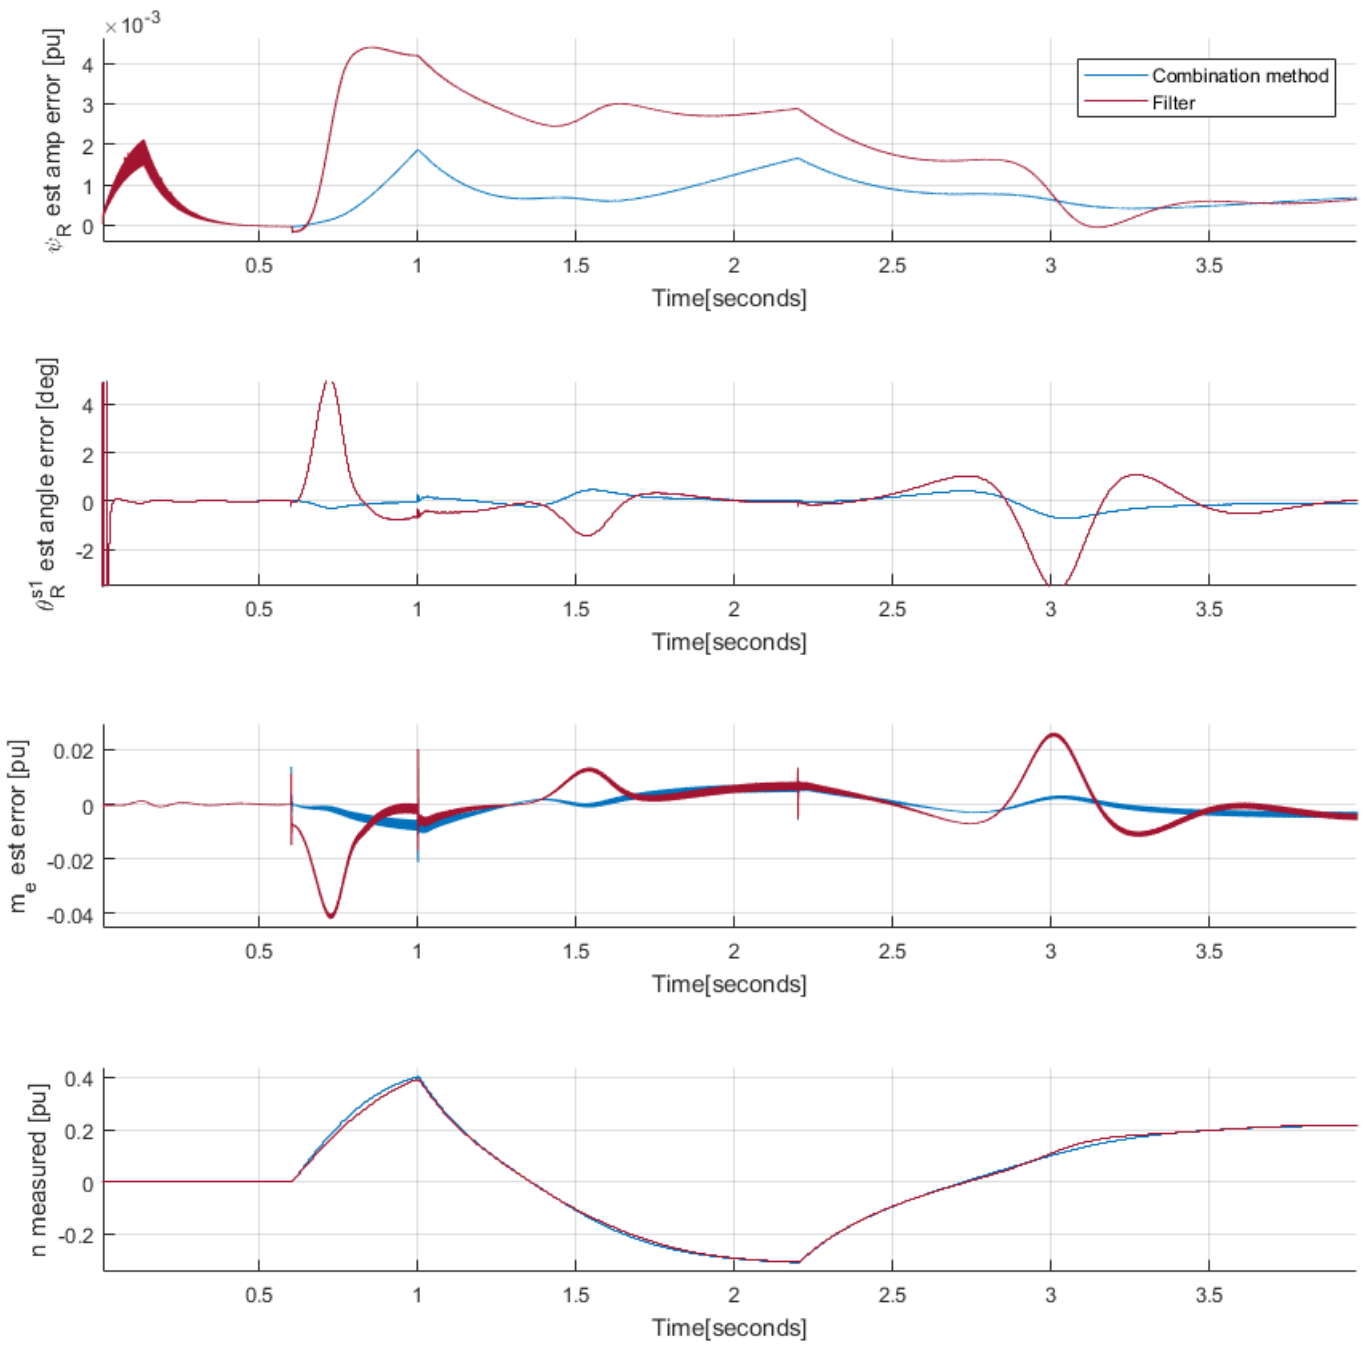 ×10⁻³
ψ_R est amp error [pu]
4
3
2
1
0
Combination method
Filter
0.5 1 1.5 2 2.5 3 3.5
Time[seconds]
θ_R^s1 est angle error [deg]
4
2
0
-2
0.5 1 1.5 2 2.5 3 3.5
Time[seconds]
m_e est error [pu]
0.02
0
-0.02
-0.04
0.5 1 1.5 2 2.5 3 3.5
Time[seconds]
n measured [pu]
0.4
0.2
0
-0.2
0.5 1 1.5 2 2.5 3 3.5
Time[seconds]